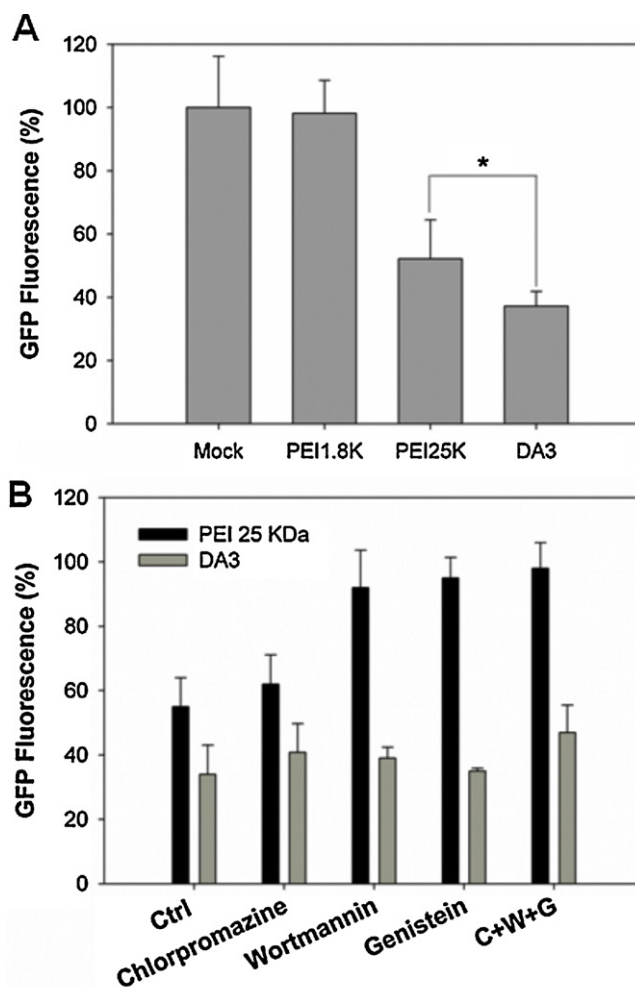 A
GFP Fluorescence (%)
120
100
80
60
40
20
0
*
Mock PEI1.8K PEI25K DA3
B
GFP Fluorescence (%)
120
100
80
60
40
20
0
PEI 25 KDa
DA3
Ctrl Chlorpromazine Wortmannin Genistein C+W+G